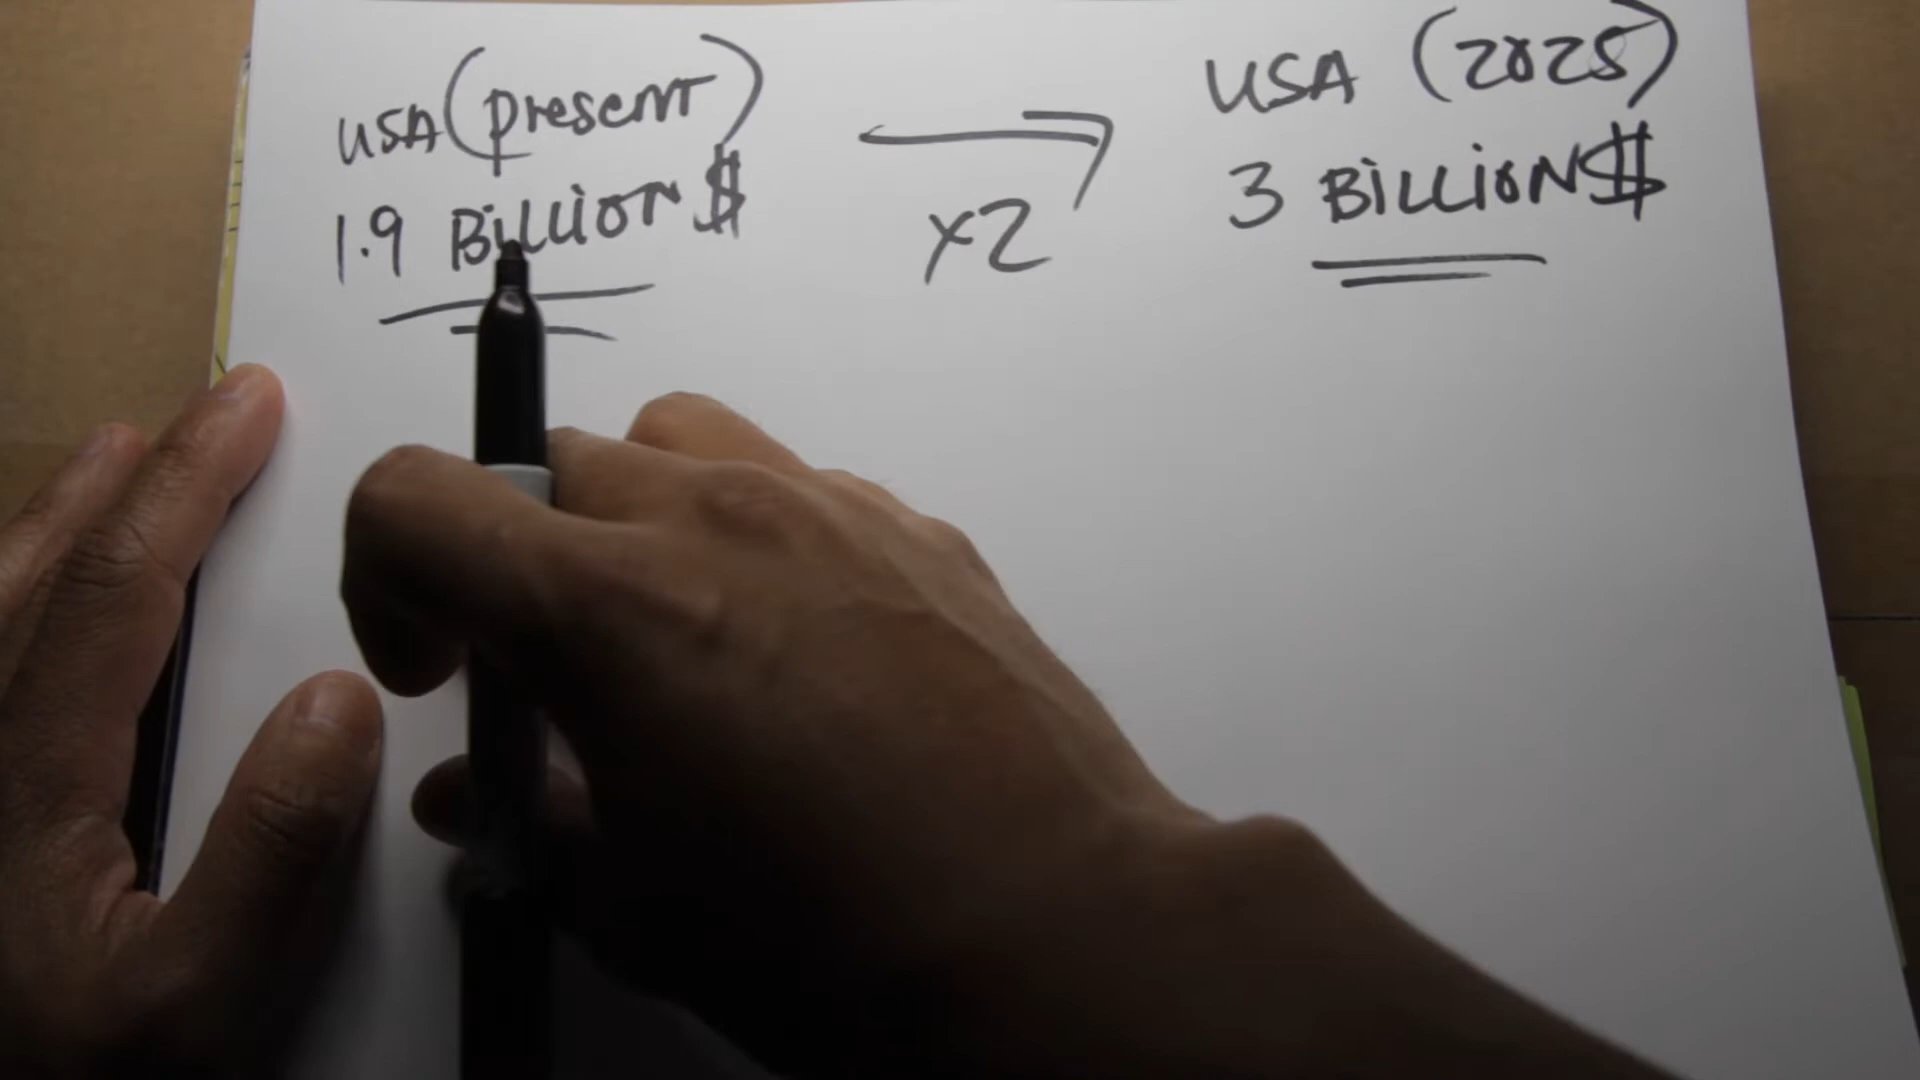 USA (present)
1.9 Billion $
x2
USA (2025)
3 BiLLiON $